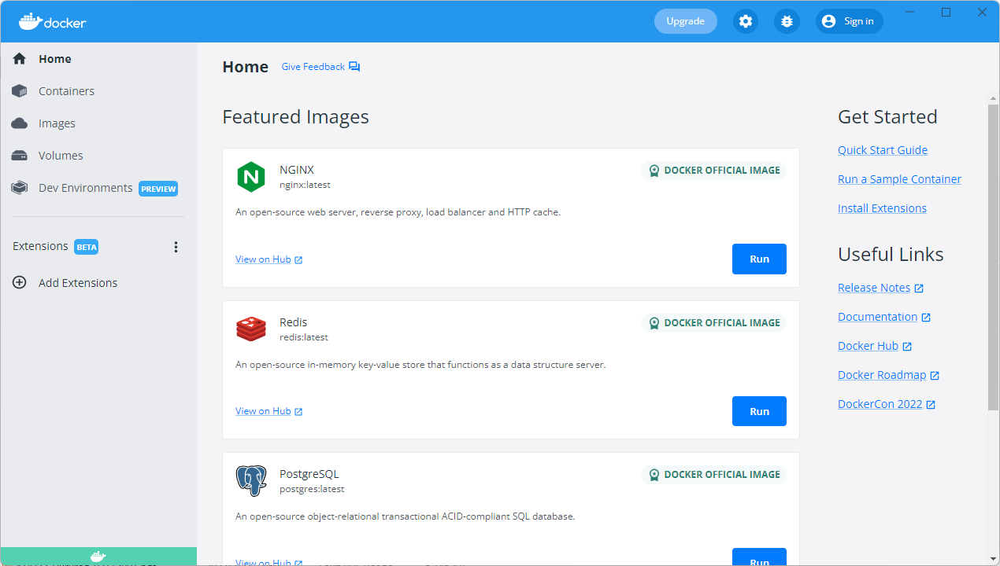 docker
Upgrade
Sign in
Home
Containers
Images
Volumes
Dev Environments PREVIEW
Extensions BETA
Add Extensions
Home Give Feedback
Featured Images
NGINX
nginx:latest
DOCKER OFFICIAL IMAGE
An open-source web server, reverse proxy, load balancer and HTTP cache.
View on Hub
Run
Redis
redis:latest
DOCKER OFFICIAL IMAGE
An open-source in-memory key-value store that functions as a data structure server.
View on Hub
Run
PostgreSQL
postgres:latest
DOCKER OFFICIAL IMAGE
An open-source object-relational transactional ACID-compliant SQL database.
View on Hub
Run
Get Started
Quick Start Guide
Run a Sample Container
Install Extensions
Useful Links
Release Notes
Documentation
Docker Hub
Docker Roadmap
DockerCon 2022